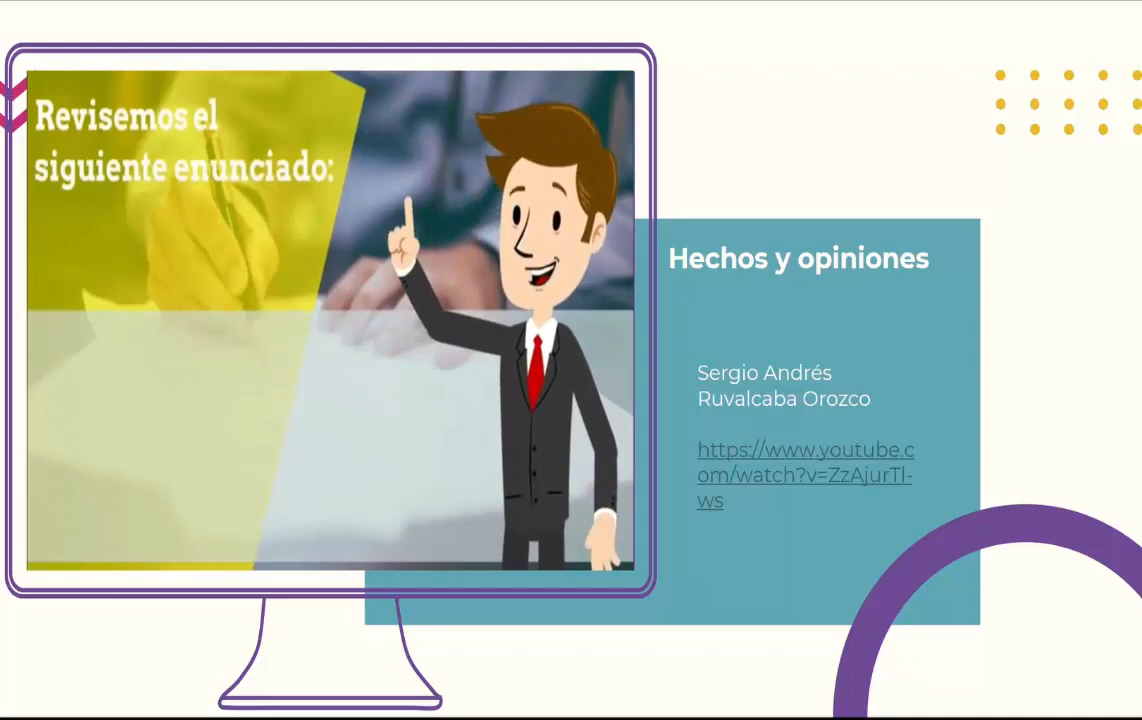 Revisemos el
siguiente enunciado:
Hechos y opiniones
Sergio Andrés
Ruvalcaba Orozco
https://www.youtube.c
om/watch?v=ZzAjurTl-
ws